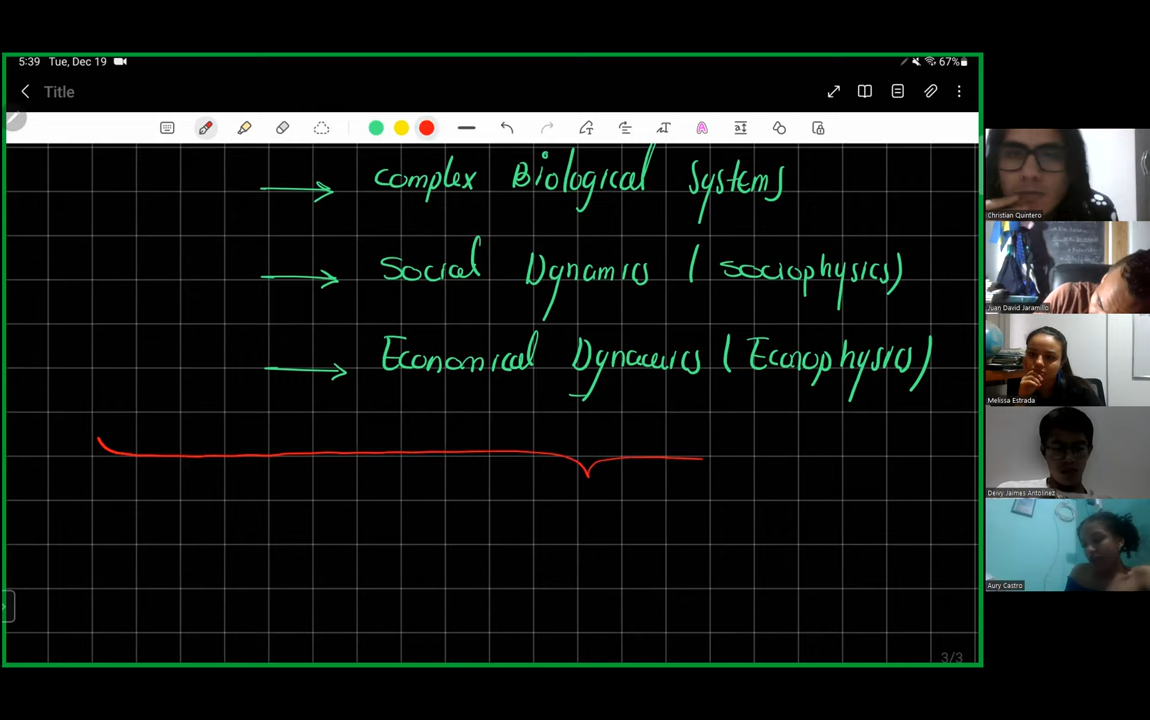 5:39 Tue, Dec 19 67%
Title
→ Complex Biological Systems
→ Social Dynamics (sociophysics)
→ Economical Dynamics (Econophysics)
3/3
Christian Quintero
Juan David Jaramillo
Melissa Estrada
Deivy Jaimes Antolinez
Aury Castro